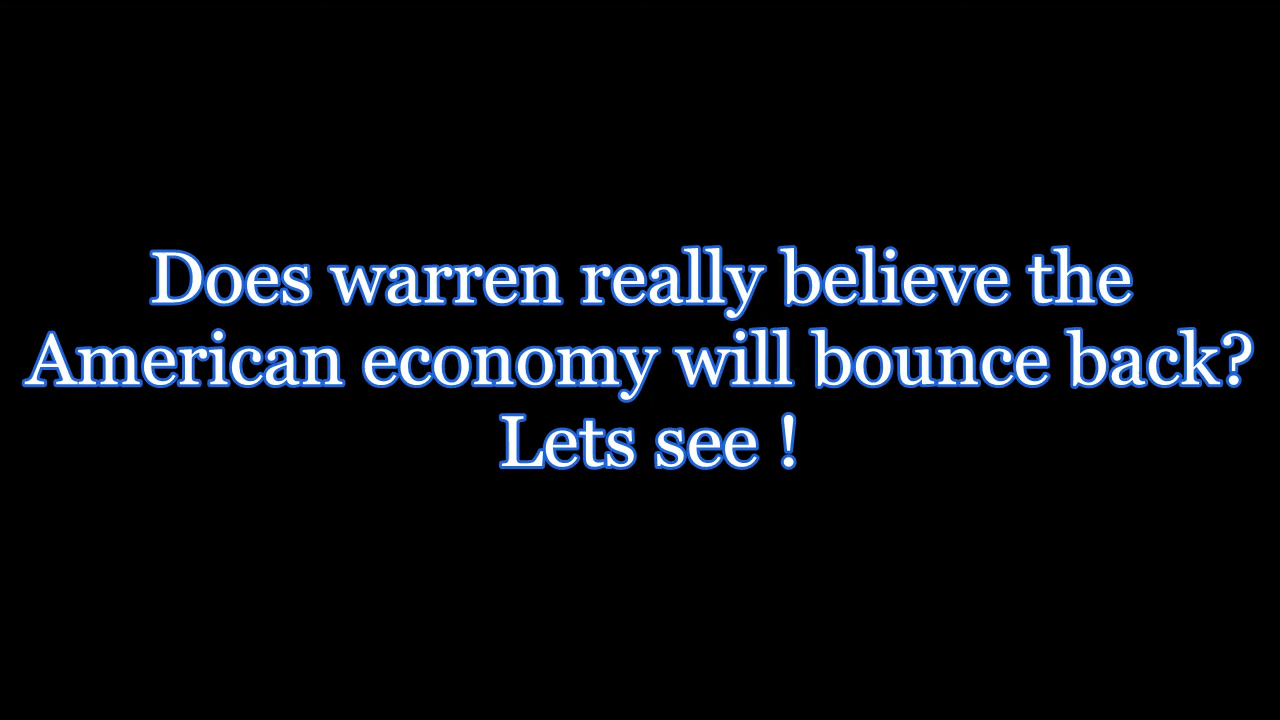 Does warren really believe the
American economy will bounce back?
Lets see !